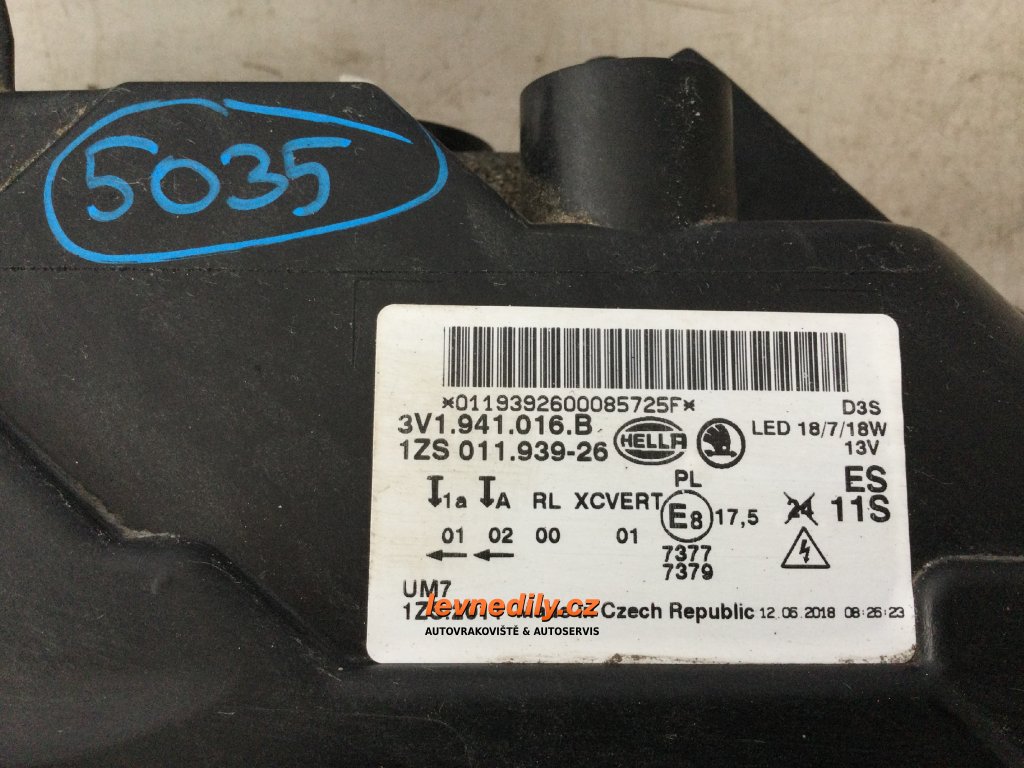 5035
*0119392600085725F*
3V1.941.016.B
1ZS 011.939-26
HELLA
D3S
LED 18/7/18W
13V
PL
ES
1a A RL XCVERT E8 17,5 24 11S
01 02 00 01
7377
7379
UM7
levnedily.cz
Czech Republic 12.06.2018 08:26:23
AUTOVRAKOVIŠTĚ & AUTOSERVIS